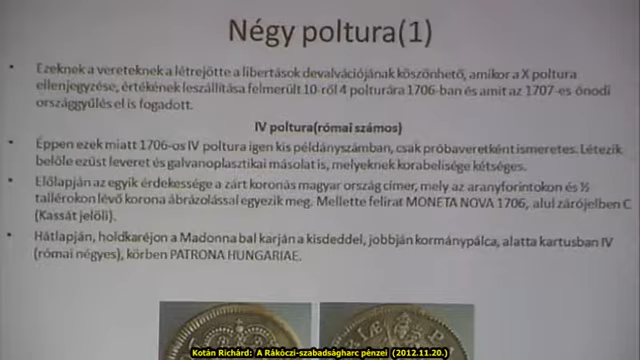 Négy poltura(1)
• Ezeknek a vereteknek a létrejötte a libertások devalvációjának köszönhető, amikor a X poltura
ellenjegyzése, értékének leszállítása felmerült 10-ről 4 polturára 1706-ban és amit az 1707-es ónodi
országgyűlés el is fogadott.
IV poltura(római számos)
• Éppen ezek miatt 1706-os IV poltura igen kis példányszámban, csak próbaveretként ismeretes. Létezik
belőle ezüst leveret és galvanoplasztikai másolat is, melyeknek korabelisége kétséges.
• Előlapján az egyik érdekessége a zárt koronás magyar ország címer, mely az aranyforintokon és ½
tallérokon lévő korona ábrázolással egyezik meg. Mellette felirat MONETA NOVA 1706, alul zárójelben C
(Kassát jelöli).
• Hátlapján, holdkaréjon a Madonna bal karján a kisdeddel, jobbján kormánypálca, alatta kartusban IV
(római négyes), körben PATRONA HUNGARIAE.
Kotán Richárd: A Rákóczi-szabadságharc pénzei (2012.11.20.)